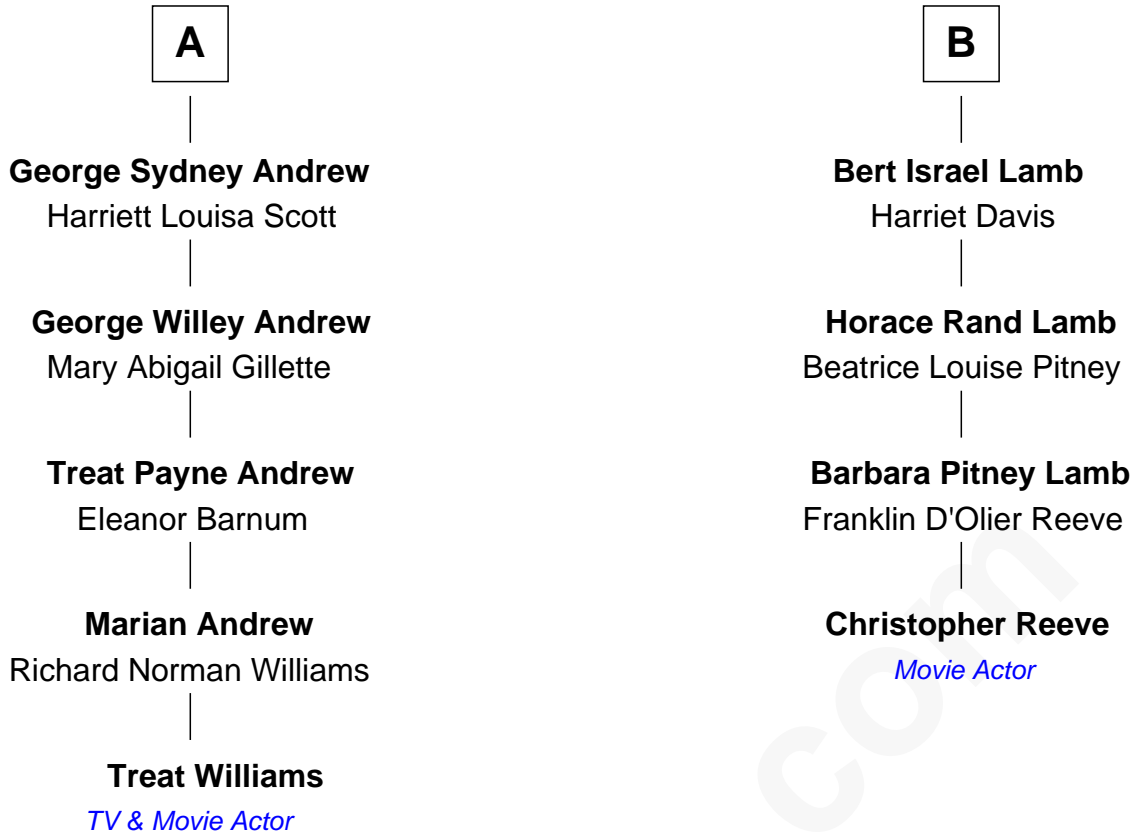 A
George Sydney Andrew
Harriett Louisa Scott
George Willey Andrew
Mary Abigail Gillette
Treat Payne Andrew
Eleanor Barnum
Marian Andrew
Richard Norman Williams
Treat Williams
TV & Movie Actor
B
Bert Israel Lamb
Harriet Davis
Horace Rand Lamb
Beatrice Louise Pitney
Barbara Pitney Lamb
Franklin D'Olier Reeve
Christopher Reeve
Movie Actor
com